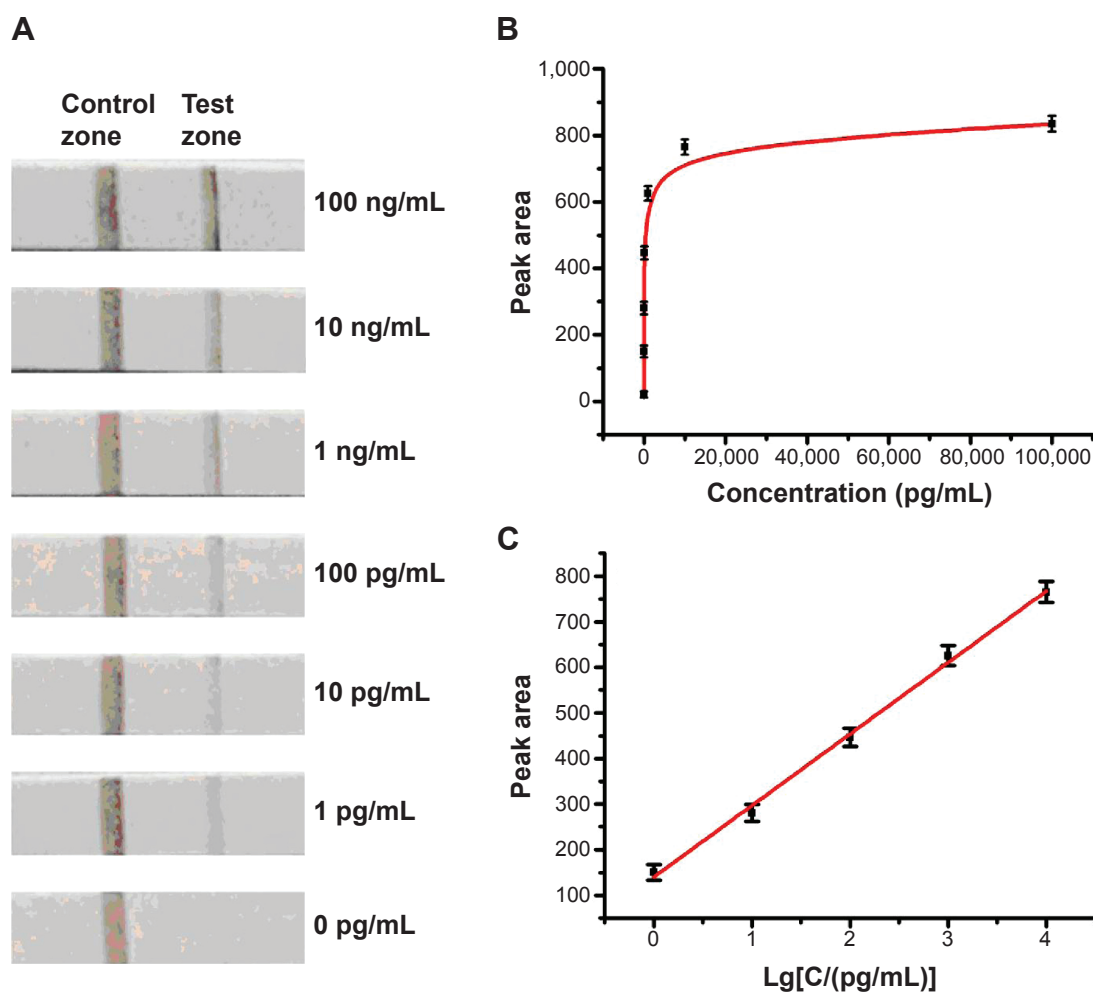 A
Control zone
Test zone
100 ng/mL
10 ng/mL
1 ng/mL
100 pg/mL
10 pg/mL
1 pg/mL
0 pg/mL
B
1,000
800
600
400
200
0
Peak area
0 20,000 40,000 60,000 80,000 100,000
Concentration (pg/mL)
C
800
700
600
500
400
300
200
100
Peak area
0 1 2 3 4
Lg[C/(pg/mL)]